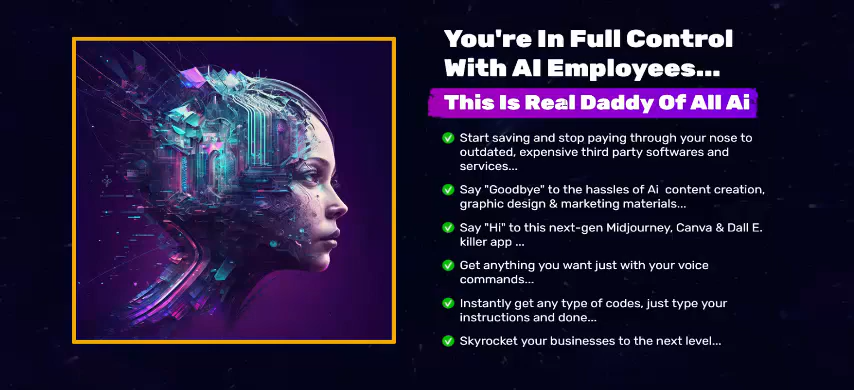 You're In Full Control
With AI Employees...
This Is Real Daddy Of All Ai
Start saving and stop paying through your nose to
outdated, expensive third party softwares and
services...
Say "Goodbye" to the hassles of Ai content creation,
graphic design & marketing materials...
Say "Hi" to this next-gen Midjourney, Canva & Dall E.
killer app ...
Get anything you want just with your voice
commands...
Instantly get any type of codes, just type your
instructions and done...
Skyrocket your businesses to the next level...